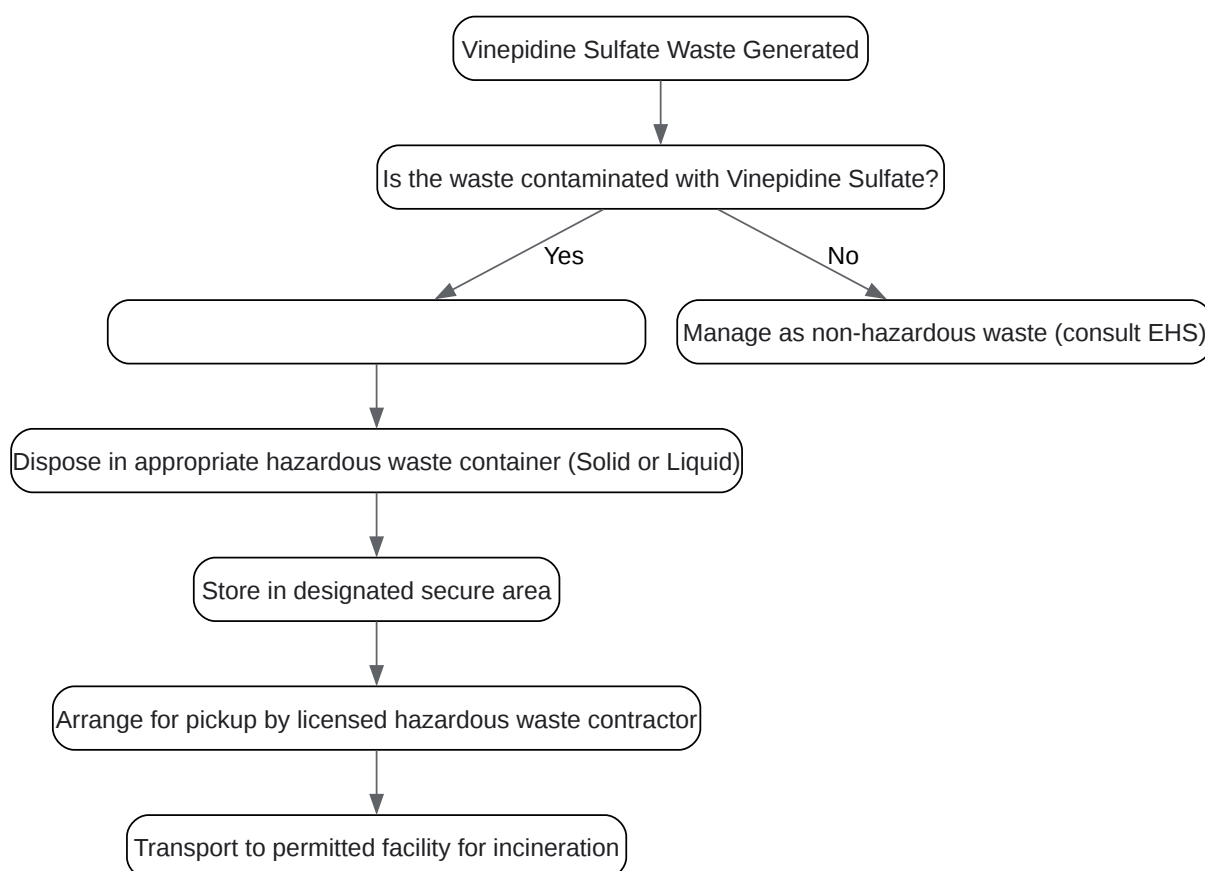 Vinepidine Sulfate Waste Generated
Is the waste contaminated with Vinepidine Sulfate?
Yes
No
Manage as non-hazardous waste (consult EHS)
Dispose in appropriate hazardous waste container (Solid or Liquid)
Store in designated secure area
Arrange for pickup by licensed hazardous waste contractor
Transport to permitted facility for incineration